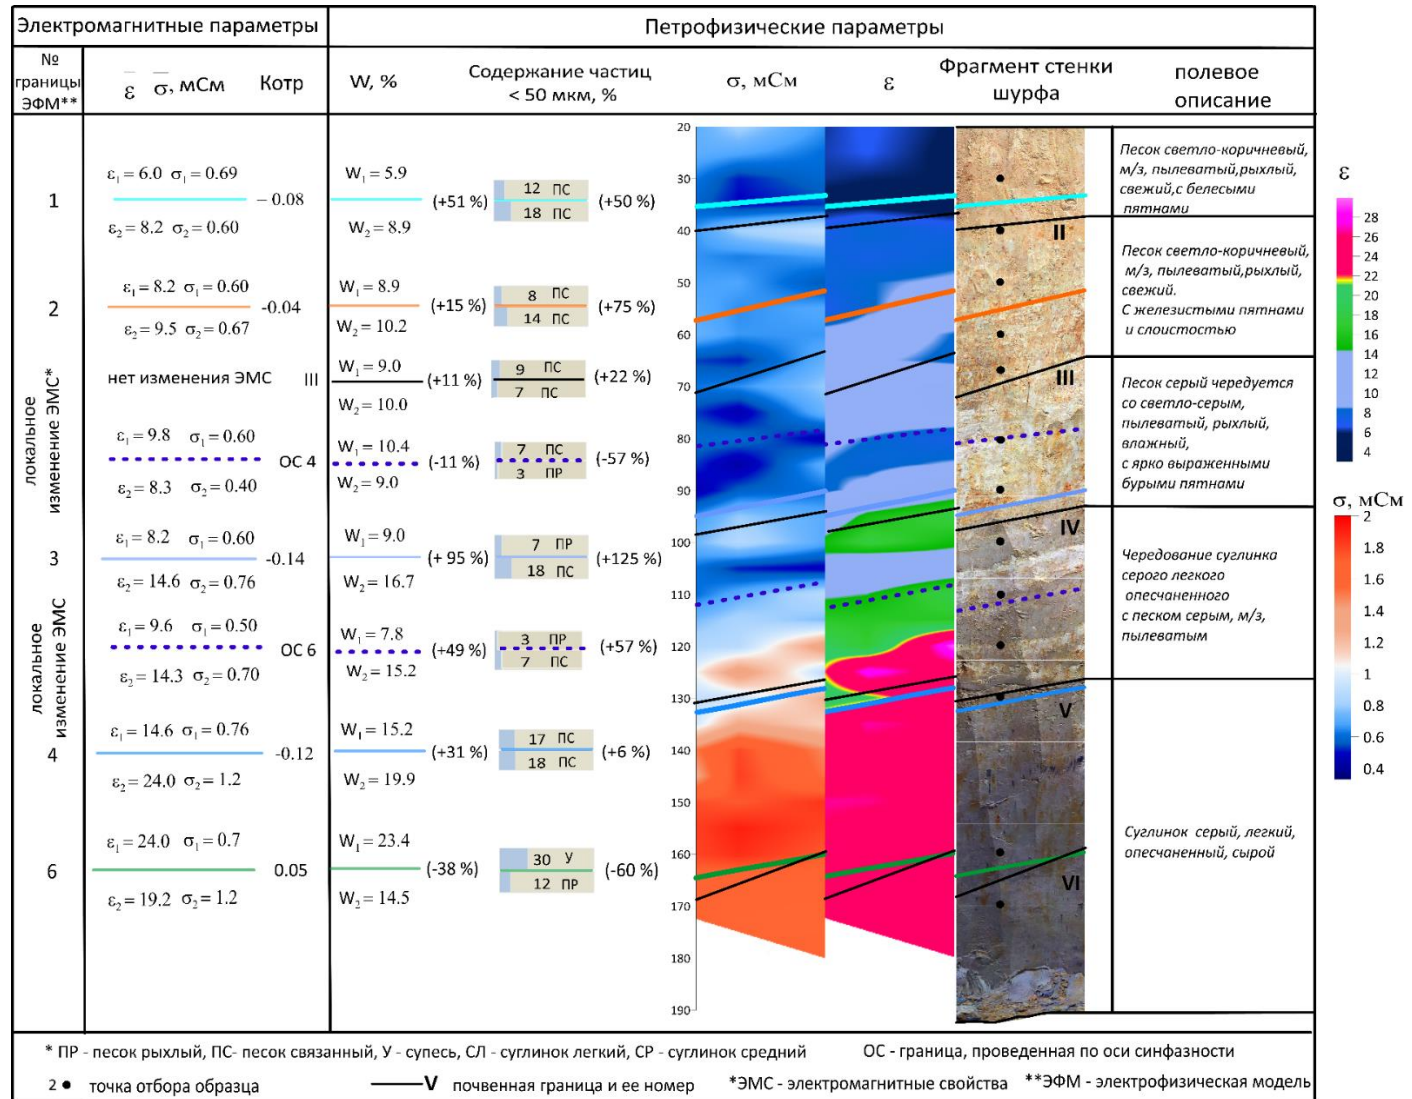 Электромагнитные параметры
Петрофизические параметры
№
границы
ЭФМ**
ε σ, мСм
Котр
W, %
Содержание частиц
< 50 мкм, %
σ, мСм
ε
Фрагмент стенки
шурфа
полевое
описание
1
ε₁ = 6.0 σ₁ = 0.69
ε₂ = 8.2 σ₂ = 0.60
– 0.08
W₁ = 5.9
W₂ = 8.9
(+51 %)
12 ПС
18 ПС
(+50 %)
2
ε₁ = 8.2 σ₁ = 0.60
ε₂ = 9.5 σ₂ = 0.67
-0.04
W₁ = 8.9
W₂ = 10.2
(+15 %)
8 ПС
14 ПС
(+75 %)
локальное
изменение ЭМС*
нет изменения ЭМС III
W₁ = 9.0
W₂ = 10.0
(+11 %)
9 ПС
7 ПС
(+22 %)
ε₁ = 9.8 σ₁ = 0.60
ε₂ = 8.3 σ₂ = 0.40
ОС 4
W₁ = 10.4
W₂ = 9.0
(-11 %)
7 ПС
3 ПР
(-57 %)
3
ε₁ = 8.2 σ₁ = 0.60
ε₂ = 14.6 σ₂ = 0.76
-0.14
W₁ = 9.0
W₂ = 16.7
(+ 95 %)
7 ПР
18 ПС
(+125 %)
локальное
изменение ЭМС
ε₁ = 9.6 σ₁ = 0.50
ε₂ = 14.3 σ₂ = 0.70
ОС 6
W₁ = 7.8
W₂ = 15.2
(+49 %)
3 ПР
7 ПС
(+57 %)
4
ε₁ = 14.6 σ₁ = 0.76
ε₂ = 24.0 σ₂ = 1.2
-0.12
W₁ = 15.2
W₂ = 19.9
(+31 %)
17 ПС
18 ПС
(+6 %)
6
ε₁ = 24.0 σ₁ = 0.7
ε₂ = 19.2 σ₂ = 1.2
0.05
W₁ = 23.4
W₂ = 14.5
(-38 %)
30 У
12 ПР
(-60 %)
20
30
40
50
60
70
80
90
100
110
120
130
140
150
160
170
180
190
II
III
IV
V
VI
Песок светло-коричневый,
м/з, пылеватый,рыхлый,
свежий,с белесыми
пятнами
Песок светло-коричневый,
м/з, пылеватый,рыхлый,
свежий.
С железистыми пятнами
и слоистостью
Песок серый чередуется
со светло-серым,
пылеватый, рыхлый,
влажный,
с ярко выраженными
бурыми пятнами
Чередование суглинка
серого легкого
опесчаненного
с песком серым, м/з,
пылеватым
Суглинок серый, легкий,
опесчаненный, сырой
ε
28
26
24
22
20
18
16
14
12
10
8
6
4
σ, мСм
2
1.8
1.6
1.4
1.2
1
0.8
0.6
0.4
* ПР - песок рыхлый, ПС- песок связанный, У - супесь, СЛ - суглинок легкий, СР - суглинок средний
ОС - граница, проведенная по оси синфазности
2 ● точка отбора образца
V почвенная граница и ее номер
*ЭМС - электромагнитные свойства
**ЭФМ - электрофизическая модель